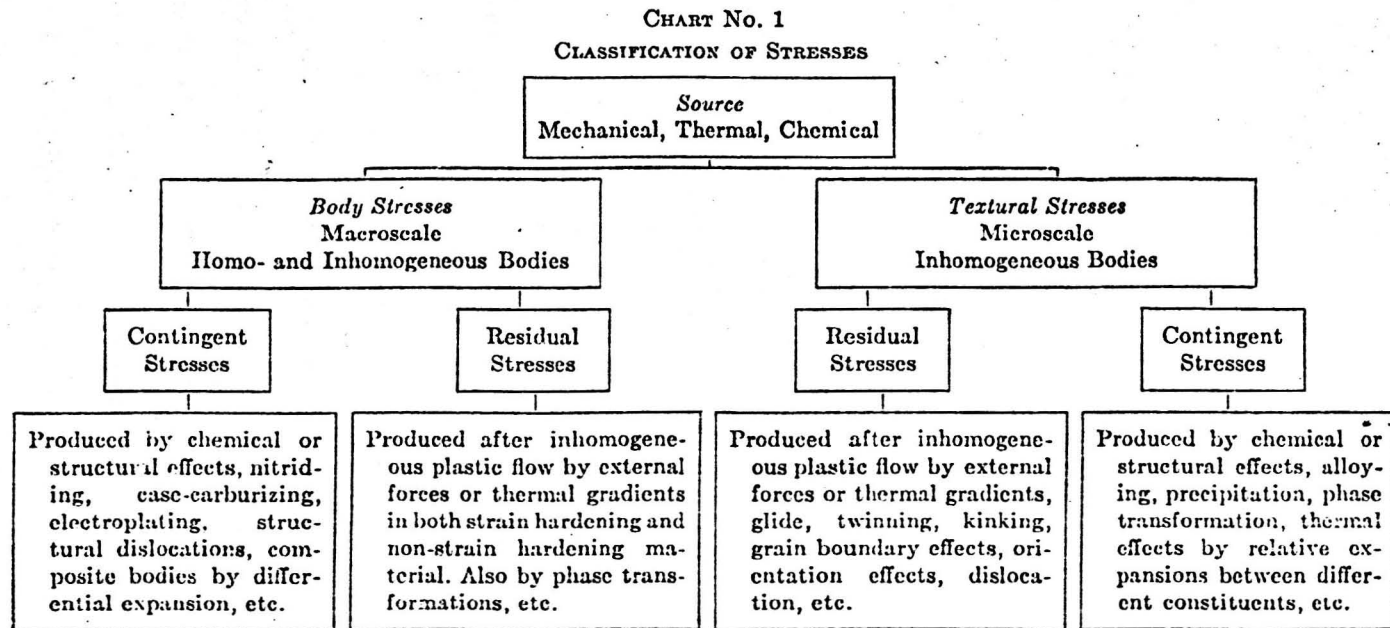 CHART No. 1
CLASSIFICATION OF STRESSES
Source
Mechanical, Thermal, Chemical
Body Stresses
Macroscale
Homo- and Inhomogeneous Bodies
Textural Stresses
Microscale
Inhomogeneous Bodies
Contingent
Stresses
Residual
Stresses
Residual
Stresses
Contingent
Stresses
Produced by chemical or
structural effects, nitrid-
ing, case-carburizing,
electroplating, struc-
tural dislocations, com-
posite bodies by differ-
ential expansion, etc.
Produced after inhomogene-
ous plastic flow by external
forces or thermal gradients
in both strain hardening and
non-strain hardening ma-
terial. Also by phase trans-
formations, etc.
Produced after inhomogene-
ous plastic flow by external
forces or thermal gradients,
glide, twinning, kinking,
grain boundary effects, ori-
entation effects, disloca-
tion, etc.
Produced by chemical or
structural effects, alloy-
ing, precipitation, phase
transformation, thermal
effects by relative ex-
pansions between differ-
ent constituents, etc.